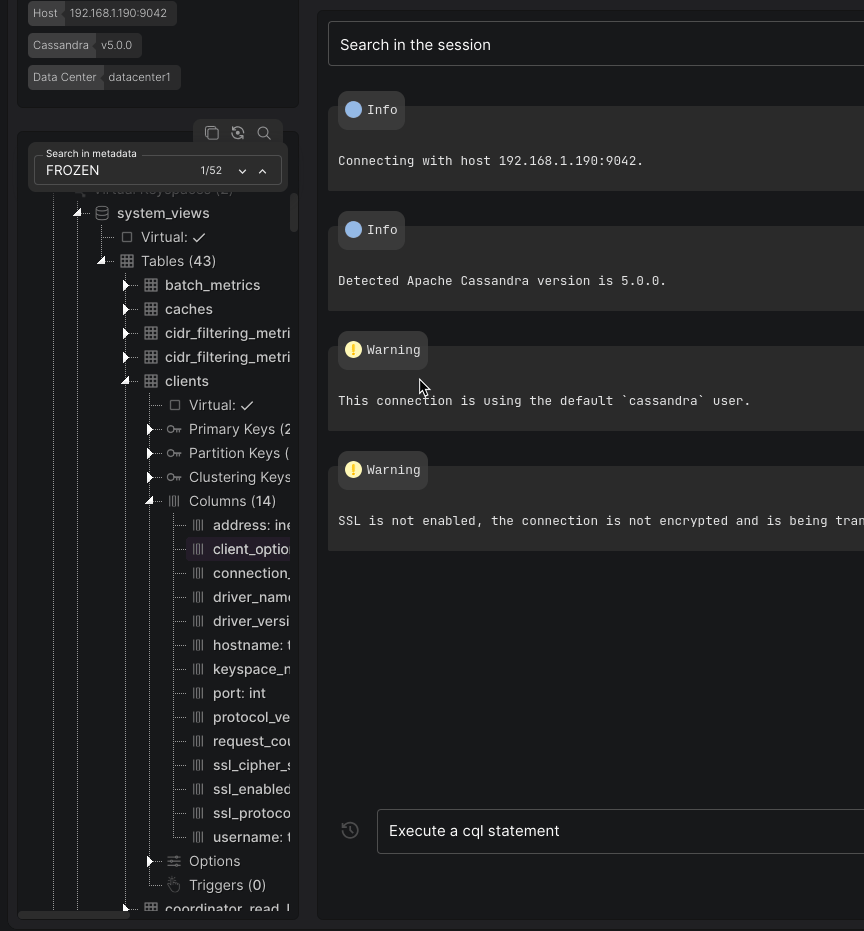 Host 192.168.1.190:9042
Cassandra v5.0.0
Data Center datacenter1
Search in metadata
FROZEN 1/52
Virtual Keyspaces (2)
system_views
Virtual:
Tables (43)
batch_metrics
caches
cidr_filtering_metri
cidr_filtering_metri
clients
Virtual:
Primary Keys (2
Partition Keys (
Clustering Keys
Columns (14)
address: ine
client_optio
connection_
driver_name
driver_versi
hostname: t
keyspace_n
port: int
protocol_ve
request_cou
ssl_cipher_s
ssl_enabled
ssl_protoco
username: t
Options
Triggers (0)
coordinator_read_l
Search in the session
Info
Connecting with host 192.168.1.190:9042.
Info
Detected Apache Cassandra version is 5.0.0.
Warning
This connection is using the default `cassandra` user.
Warning
SSL is not enabled, the connection is not encrypted and is being tran
Execute a cql statement